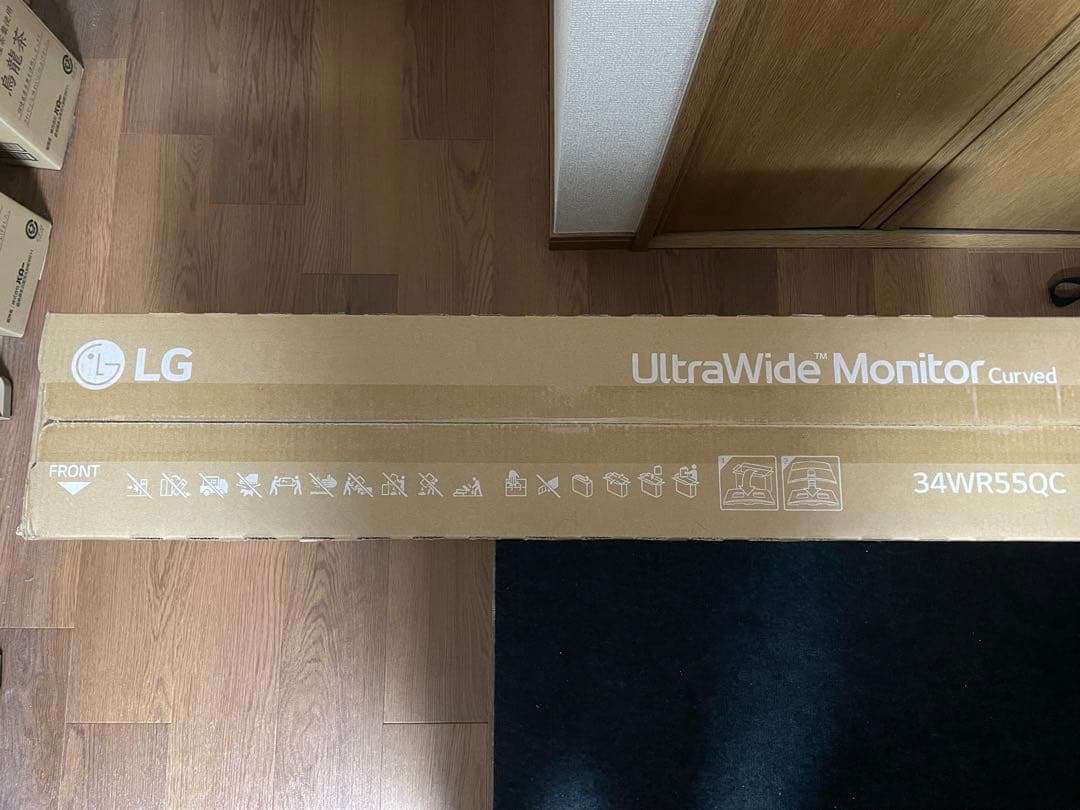 烏龍茶
LG
UltraWide™ Monitor Curved
FRONT
34WR55QC